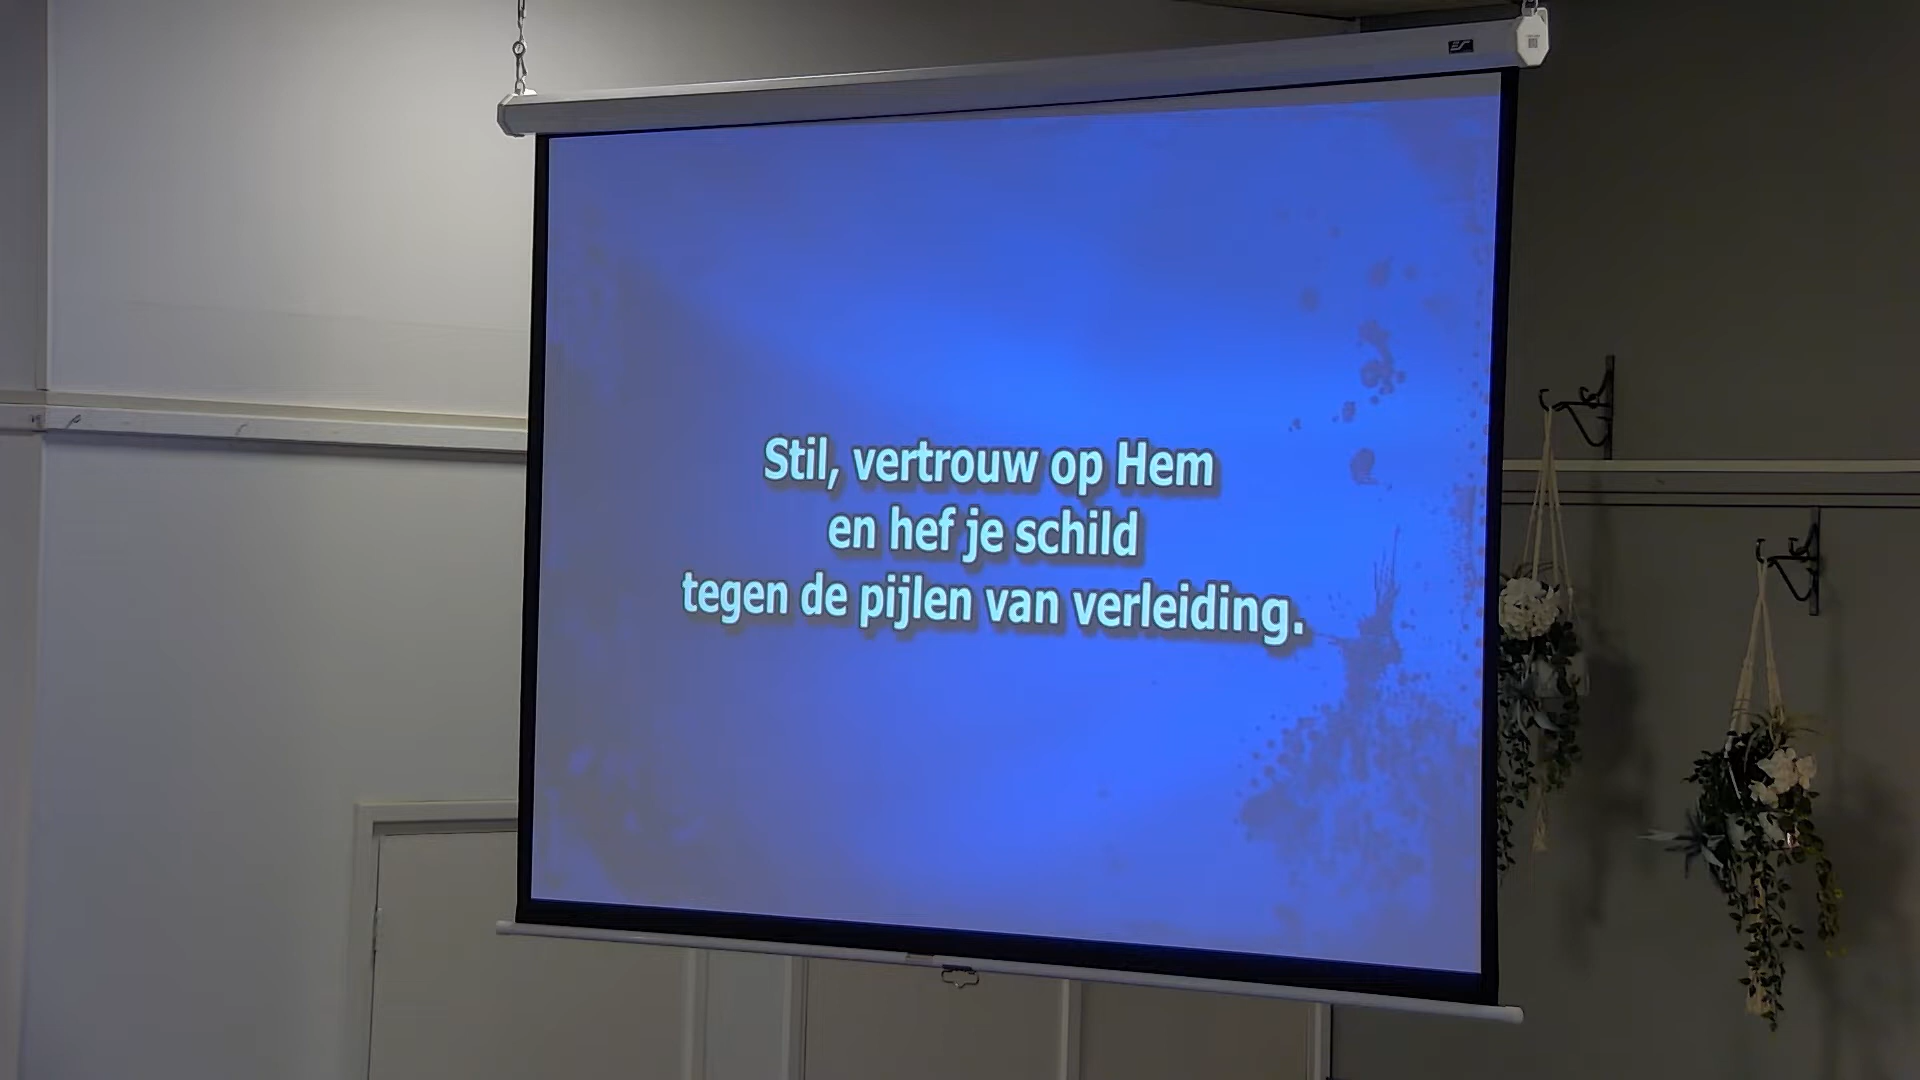 Stil, vertrouw op Hem
en hef je schild
tegen de pijlen van verleiding.